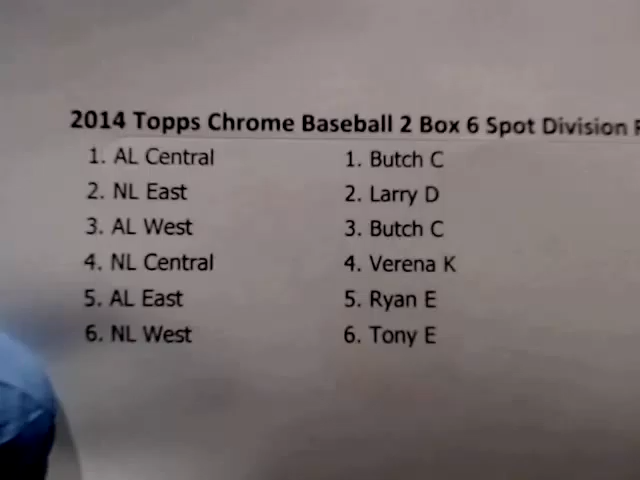 2014 Topps Chrome Baseball 2 Box 6 Spot Division
1. AL Central 1. Butch C
2. NL East 2. Larry D
3. AL West 3. Butch C
4. NL Central 4. Verena K
5. AL East 5. Ryan E
6. NL West 6. Tony E